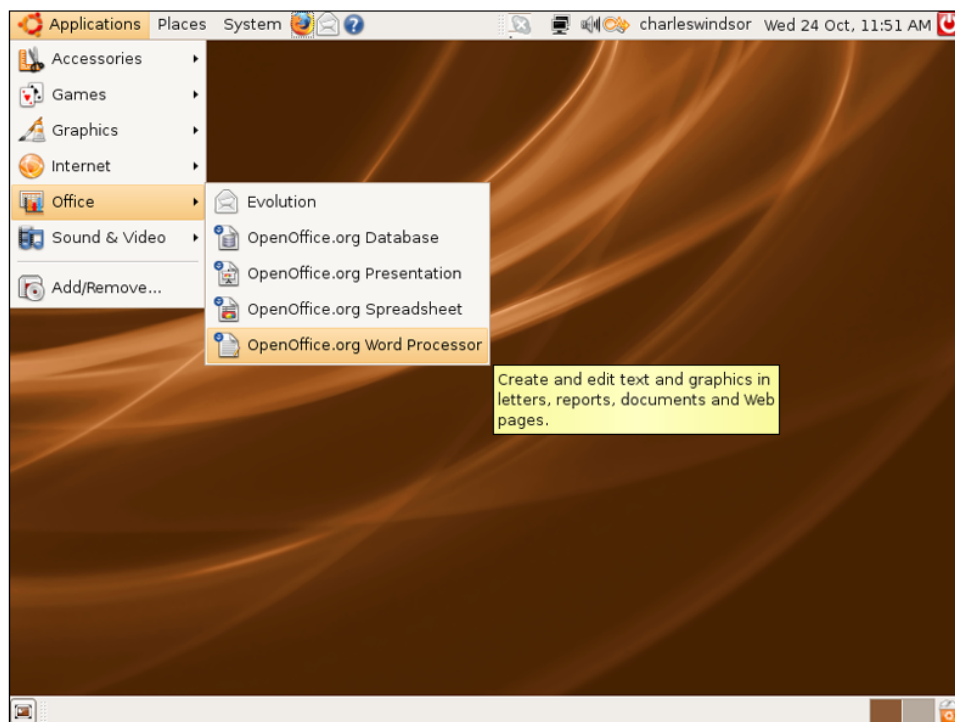 Applications Places System charleswindsor Wed 24 Oct, 11:51 AM
Accessories
Games
Graphics
Internet
Office
Sound & Video
Add/Remove...
Evolution
OpenOffice.org Database
OpenOffice.org Presentation
OpenOffice.org Spreadsheet
OpenOffice.org Word Processor
Create and edit text and graphics in
letters, reports, documents and Web
pages.